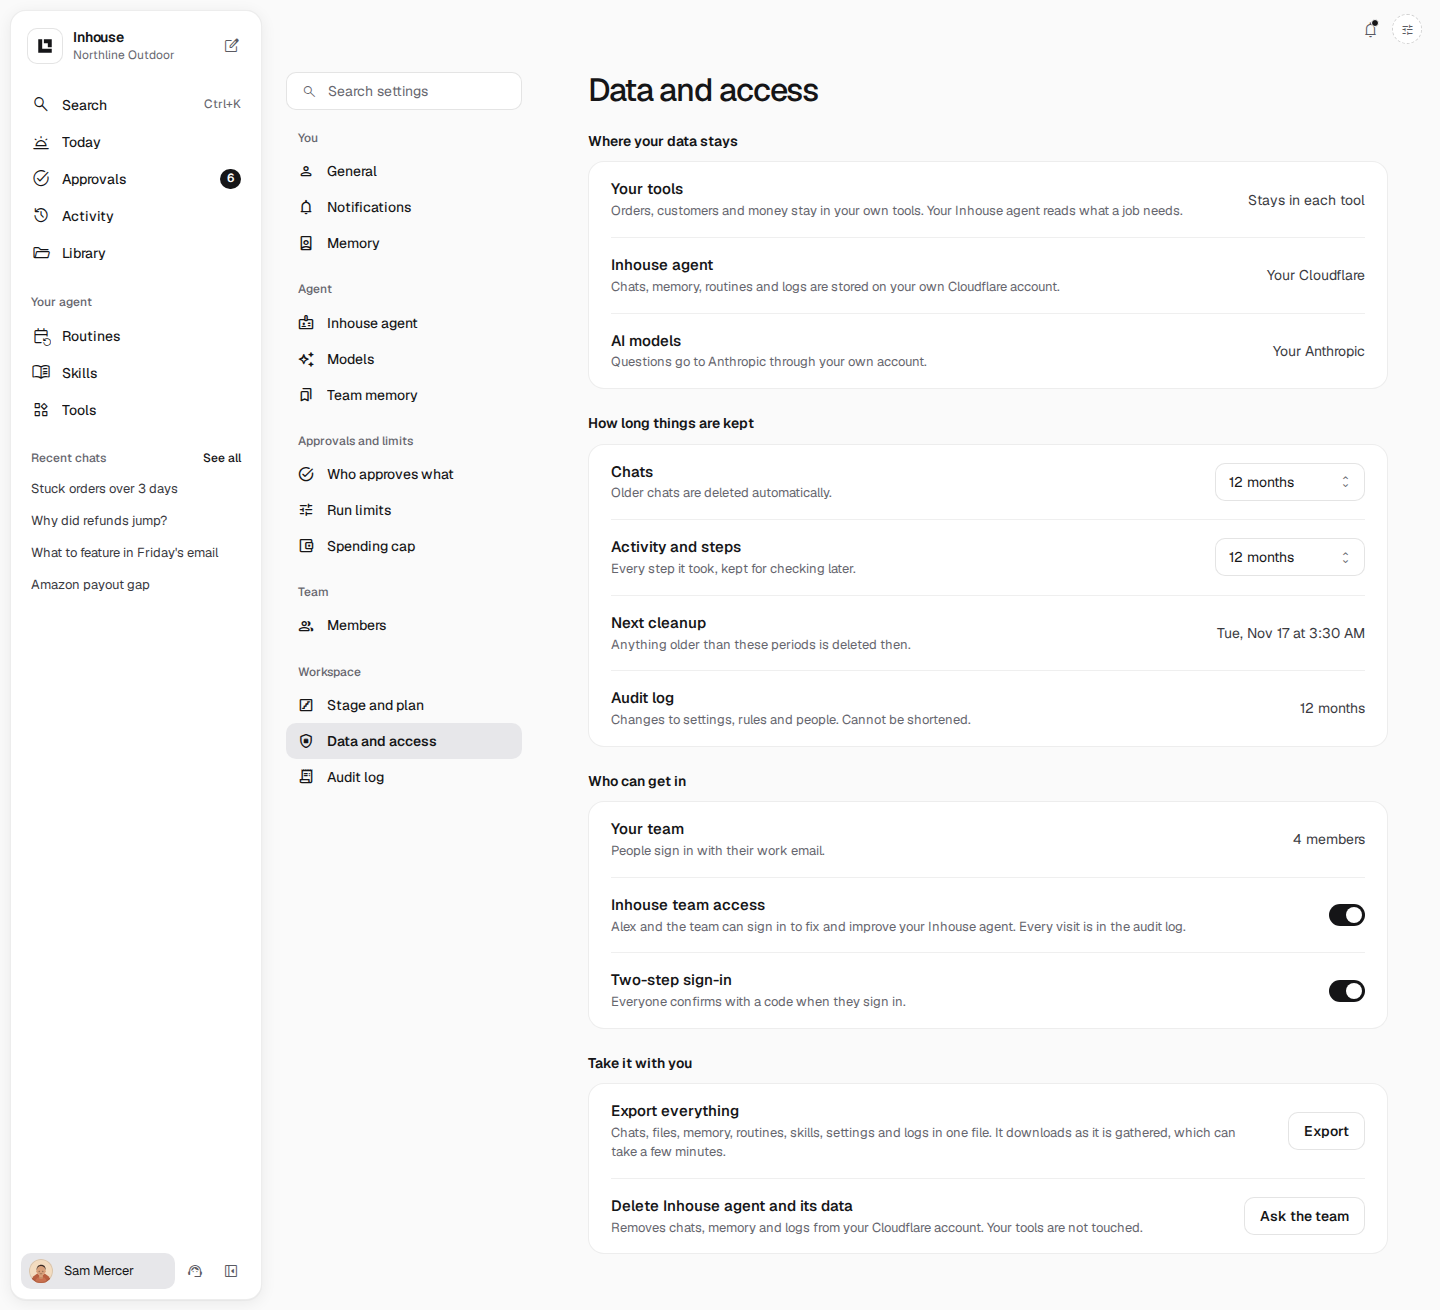 Inhouse
Northline Outdoor
Search
Ctrl+K
Today
Approvals
6
Activity
Library
Your agent
Routines
Skills
Tools
Recent chats
See all
Stuck orders over 3 days
Why did refunds jump?
What to feature in Friday's email
Amazon payout gap
Sam Mercer
Search settings
You
General
Notifications
Memory
Agent
Inhouse agent
Models
Team memory
Approvals and limits
Who approves what
Run limits
Spending cap
Team
Members
Workspace
Stage and plan
Data and access
Audit log
Data and access
Where your data stays
Your tools
Orders, customers and money stay in your own tools. Your Inhouse agent reads what a job needs.
Stays in each tool
Inhouse agent
Chats, memory, routines and logs are stored on your own Cloudflare account.
Your Cloudflare
AI models
Questions go to Anthropic through your own account.
Your Anthropic
How long things are kept
Chats
Older chats are deleted automatically.
12 months
Activity and steps
Every step it took, kept for checking later.
12 months
Next cleanup
Anything older than these periods is deleted then.
Tue, Nov 17 at 3:30 AM
Audit log
Changes to settings, rules and people. Cannot be shortened.
12 months
Who can get in
Your team
People sign in with their work email.
4 members
Inhouse team access
Alex and the team can sign in to fix and improve your Inhouse agent. Every visit is in the audit log.
Two-step sign-in
Everyone confirms with a code when they sign in.
Take it with you
Export everything
Chats, files, memory, routines, skills, settings and logs in one file. It downloads as it is gathered, which can
take a few minutes.
Export
Delete Inhouse agent and its data
Removes chats, memory and logs from your Cloudflare account. Your tools are not touched.
Ask the team